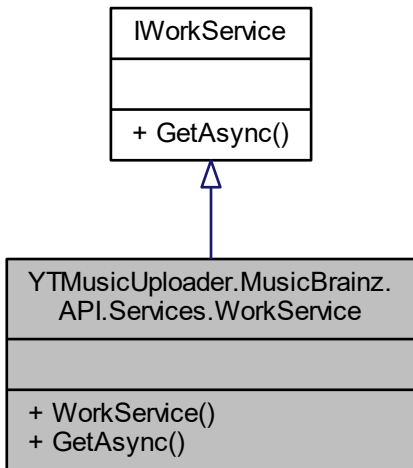 IWorkService
+ GetAsync()
YTMusicUploader.MusicBrainz.
API.Services.WorkService
+ WorkService()
+ GetAsync()